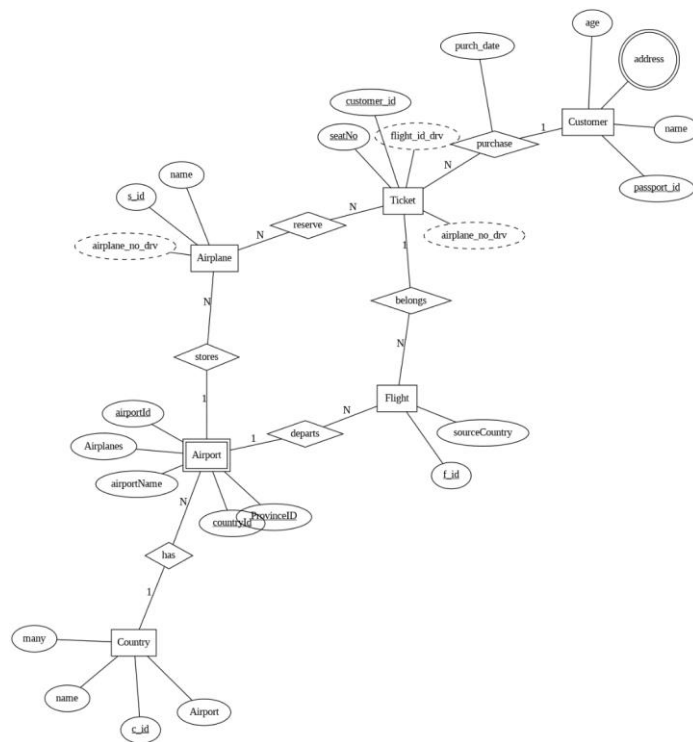 age
purch_date
address
customer_id
seatNo
flight_id_drv
1
Customer
purchase
name
N
passport_id
name
s_id
N
Ticket
reserve
N
airplane_no_drv
Airplane
airplane_no_drv
1
N
belongs
stores
N
Flight
1
airportId
N
sourceCountry
Airplanes
1
departs
Airport
airportName
f_id
N
countryId
ProvinceID
has
1
many
Country
name
Airport
c_id